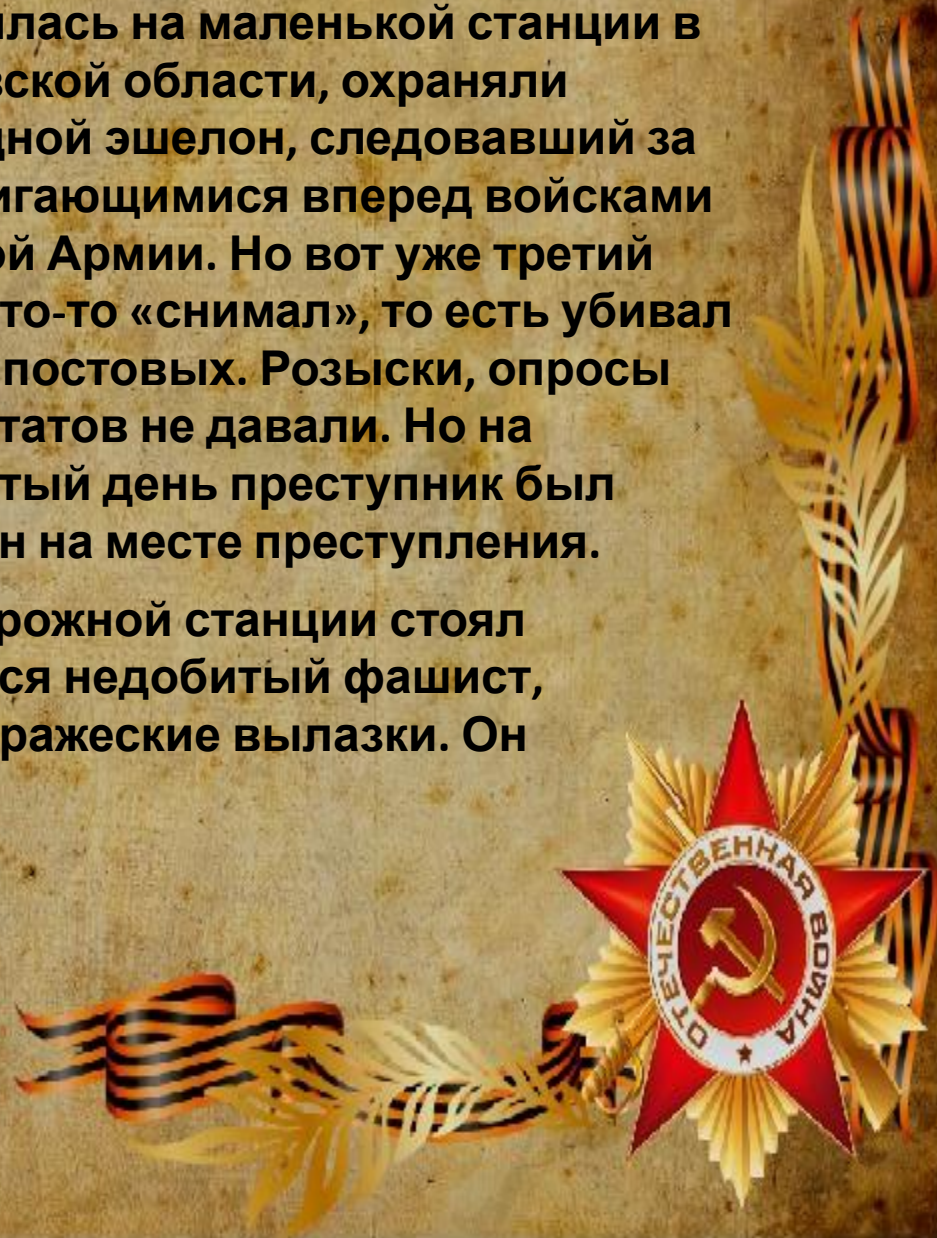 лась на маленькой станции в
вской области, охраняли
дной эшелон, следовавший за
игающимися вперед войсками
ой Армии. Но вот уже третий
то-то «снимал», то есть убивал
постовых. Розыски, опросы
татов не давали. Но на
тый день преступник был
н на месте преступления.
рожной станции стоял
ся недобитый фашист,
ражеские вылазки. Он
ОТЕЧЕСТВЕННАЯ ВОЙНА